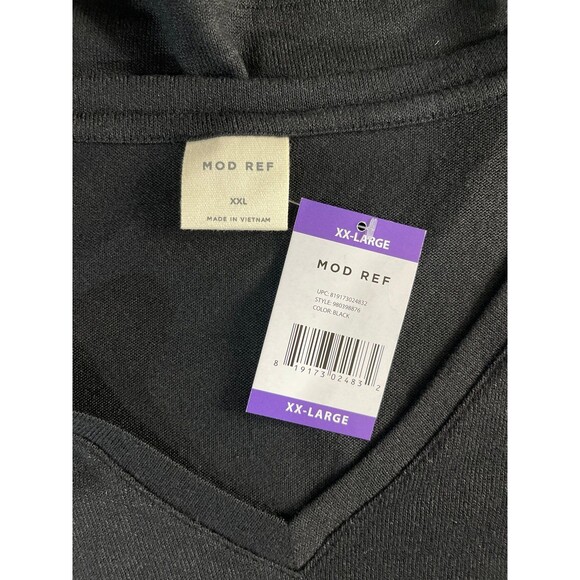 MOD REF
XXL
MADE IN VIETNAM
XX-LARGE
MOD REF
UPC: 819173024832
STYLE: 980398876
COLOR: BLACK
8 19173 02483 2
XX-LARGE